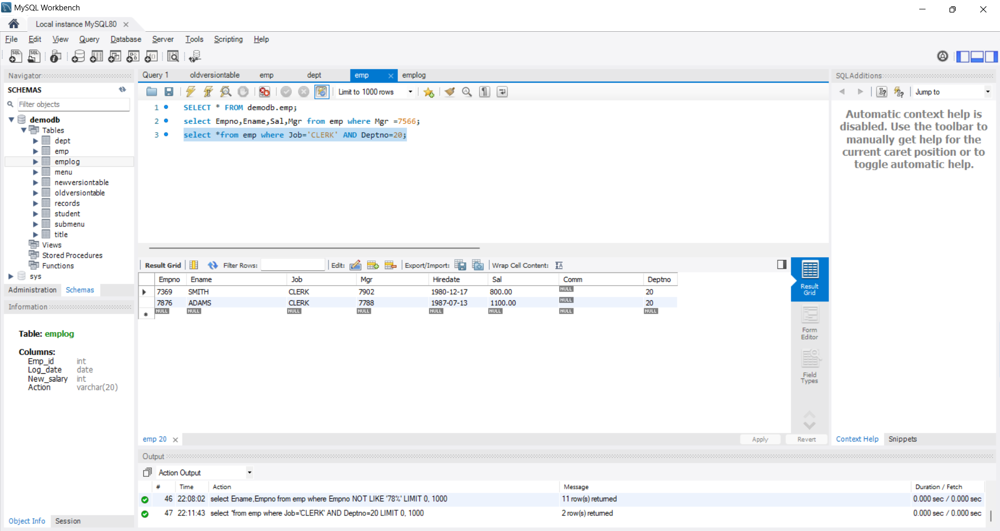 MySQL Workbench
Local instance MySQL80
File Edit View Query Database Server Tools Scripting Help
Navigator
SCHEMAS
Filter objects
demodb
Tables
dept
emp
emplog
menu
newversiontable
oldversiontable
records
student
submenu
title
Views
Stored Procedures
Functions
sys
Administration Schemas
Information
Table: emplog
Columns:
Emp_id int
Log_date date
New_salary int
Action varchar(20)
Object Info Session
Query 1 oldversiontable emp dept emp emplog
Limit to 1000 rows
1 SELECT * FROM demodb.emp;
2 select Empno,Ename,Sal,Mgr from emp where Mgr =7566;
3 select *from emp where Job='CLERK' AND Deptno=20;
Result Grid Filter Rows: Edit: Export/Import: Wrap Cell Content:
Empno Ename Job Mgr Hiredate Sal Comm Deptno
7369 SMITH CLERK 7902 1980-12-17 800.00 NULL 20
7876 ADAMS CLERK 7788 1987-07-13 1100.00 NULL 20
NULL NULL NULL NULL NULL NULL NULL NULL
Result Grid
Form Editor
Field Types
emp 20
Apply Revert
Output
Action Output
# Time Action Message Duration / Fetch
46 22:08:02 select Ename,Empno from emp where Empno NOT LIKE '78%' LIMIT 0, 1000 11 row(s) returned 0.000 sec / 0.000 sec
47 22:11:43 select *from emp where Job='CLERK' AND Deptno=20 LIMIT 0, 1000 2 row(s) returned 0.000 sec / 0.000 sec
SQLAdditions
Jump to
Automatic context help is
disabled. Use the toolbar to
manually get help for the
current caret position or to
toggle automatic help.
Context Help Snippets